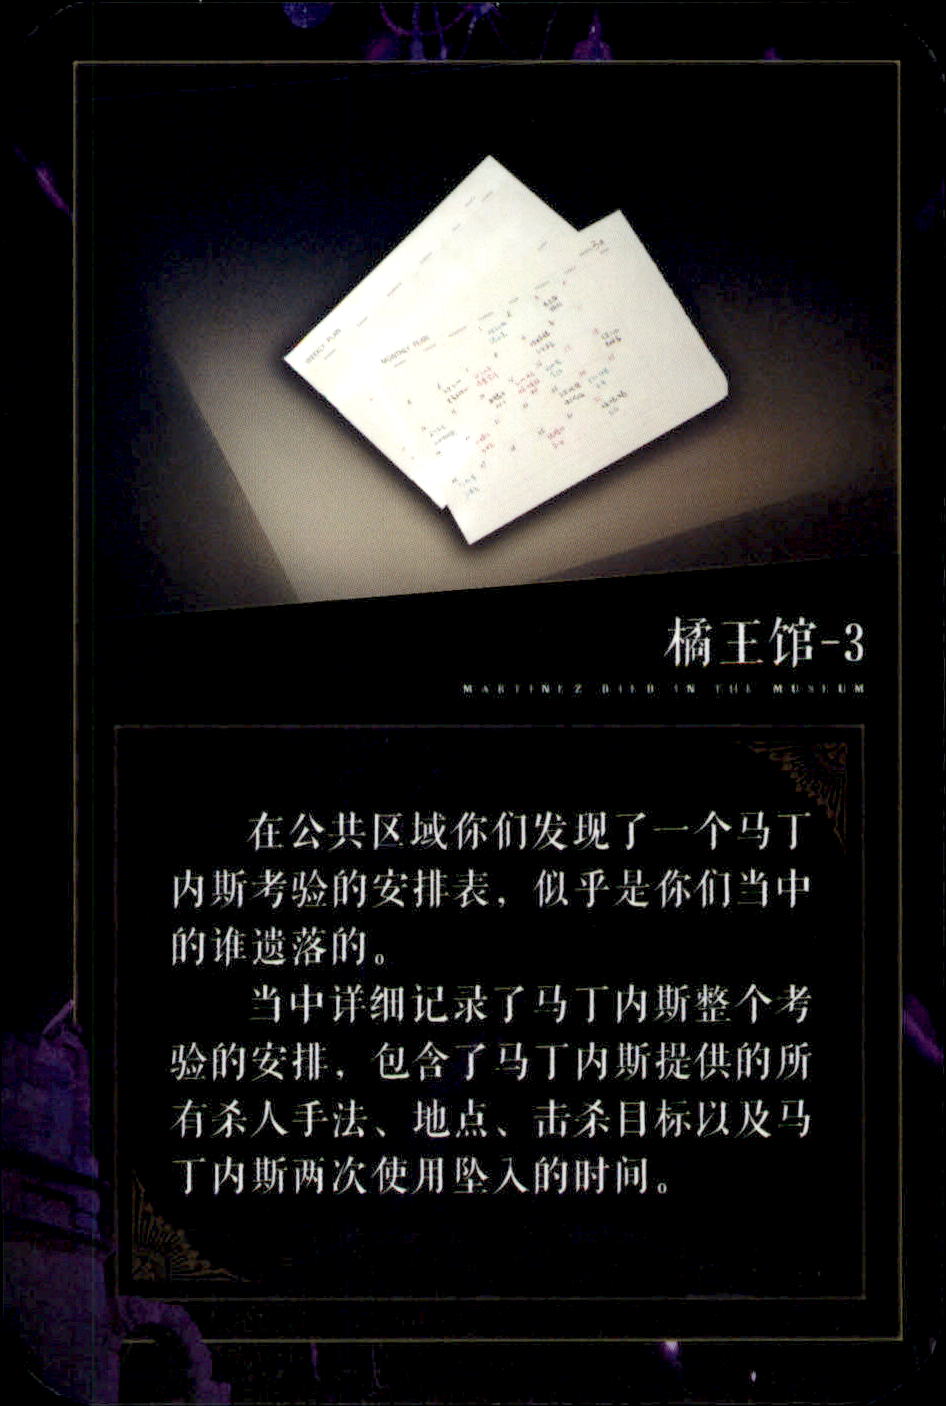 WEEKLY PLAN
MONTHLY PLAN
橘王馆-3
MARTINEZ DIED IN THE MUSEUM
在公共区域你们发现了一个马丁
内斯考验的安排表，似乎是你们当中
的谁遗落的。
当中详细记录了马丁内斯整个考
验的安排，包含了马丁内斯提供的所
有杀人手法、地点、击杀目标以及马
丁内斯两次使用坠入的时间。